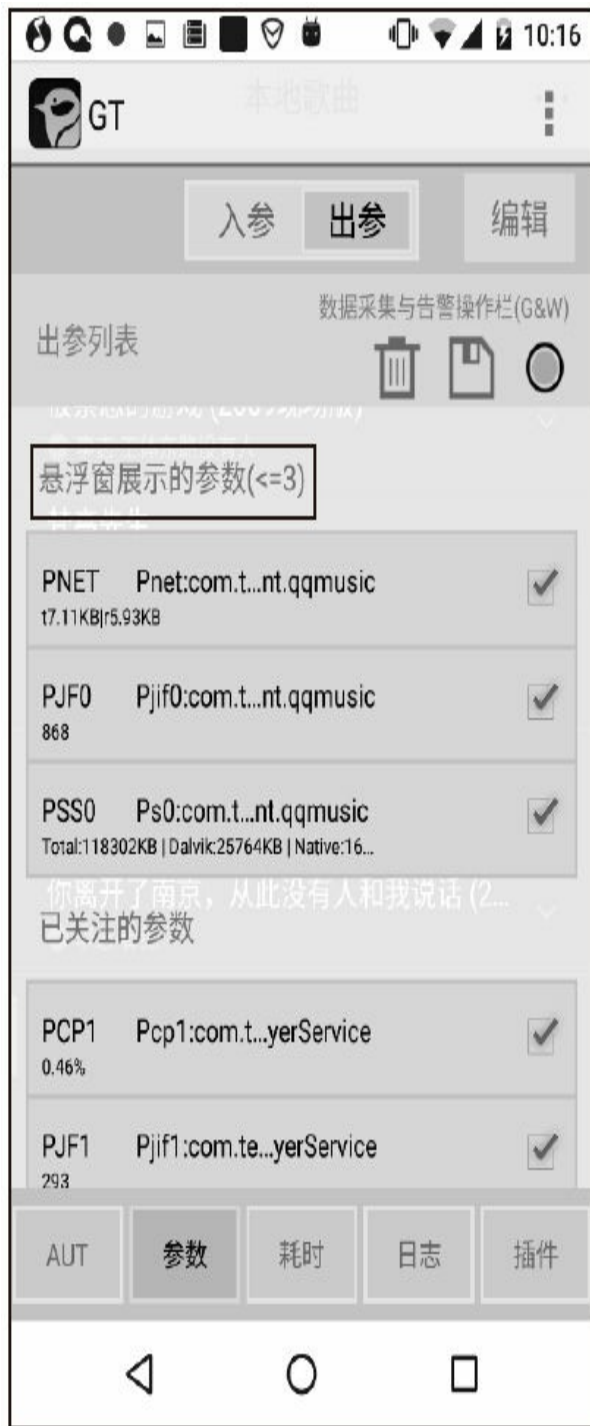 10:16
GT
本地歌曲
入参 出参 编辑
数据采集与告警操作栏(G&W)
出参列表
悬浮窗展示的参数(<=3)
PNET Pnet:com.t...nt.qqmusic
t7.11KB|r5.93KB
PJF0 Pjif0:com.t...nt.qqmusic
868
PSS0 Ps0:com.t...nt.qqmusic
Total:118302KB | Dalvik:25764KB | Native:16...
你离开了南京，从此没有人和我说话 (2...
已关注的参数
PCP1 Pcp1:com.t...yerService
0.46%
PJF1 Pjif1:com.te...yerService
293
AUT 参数 耗时 日志 插件